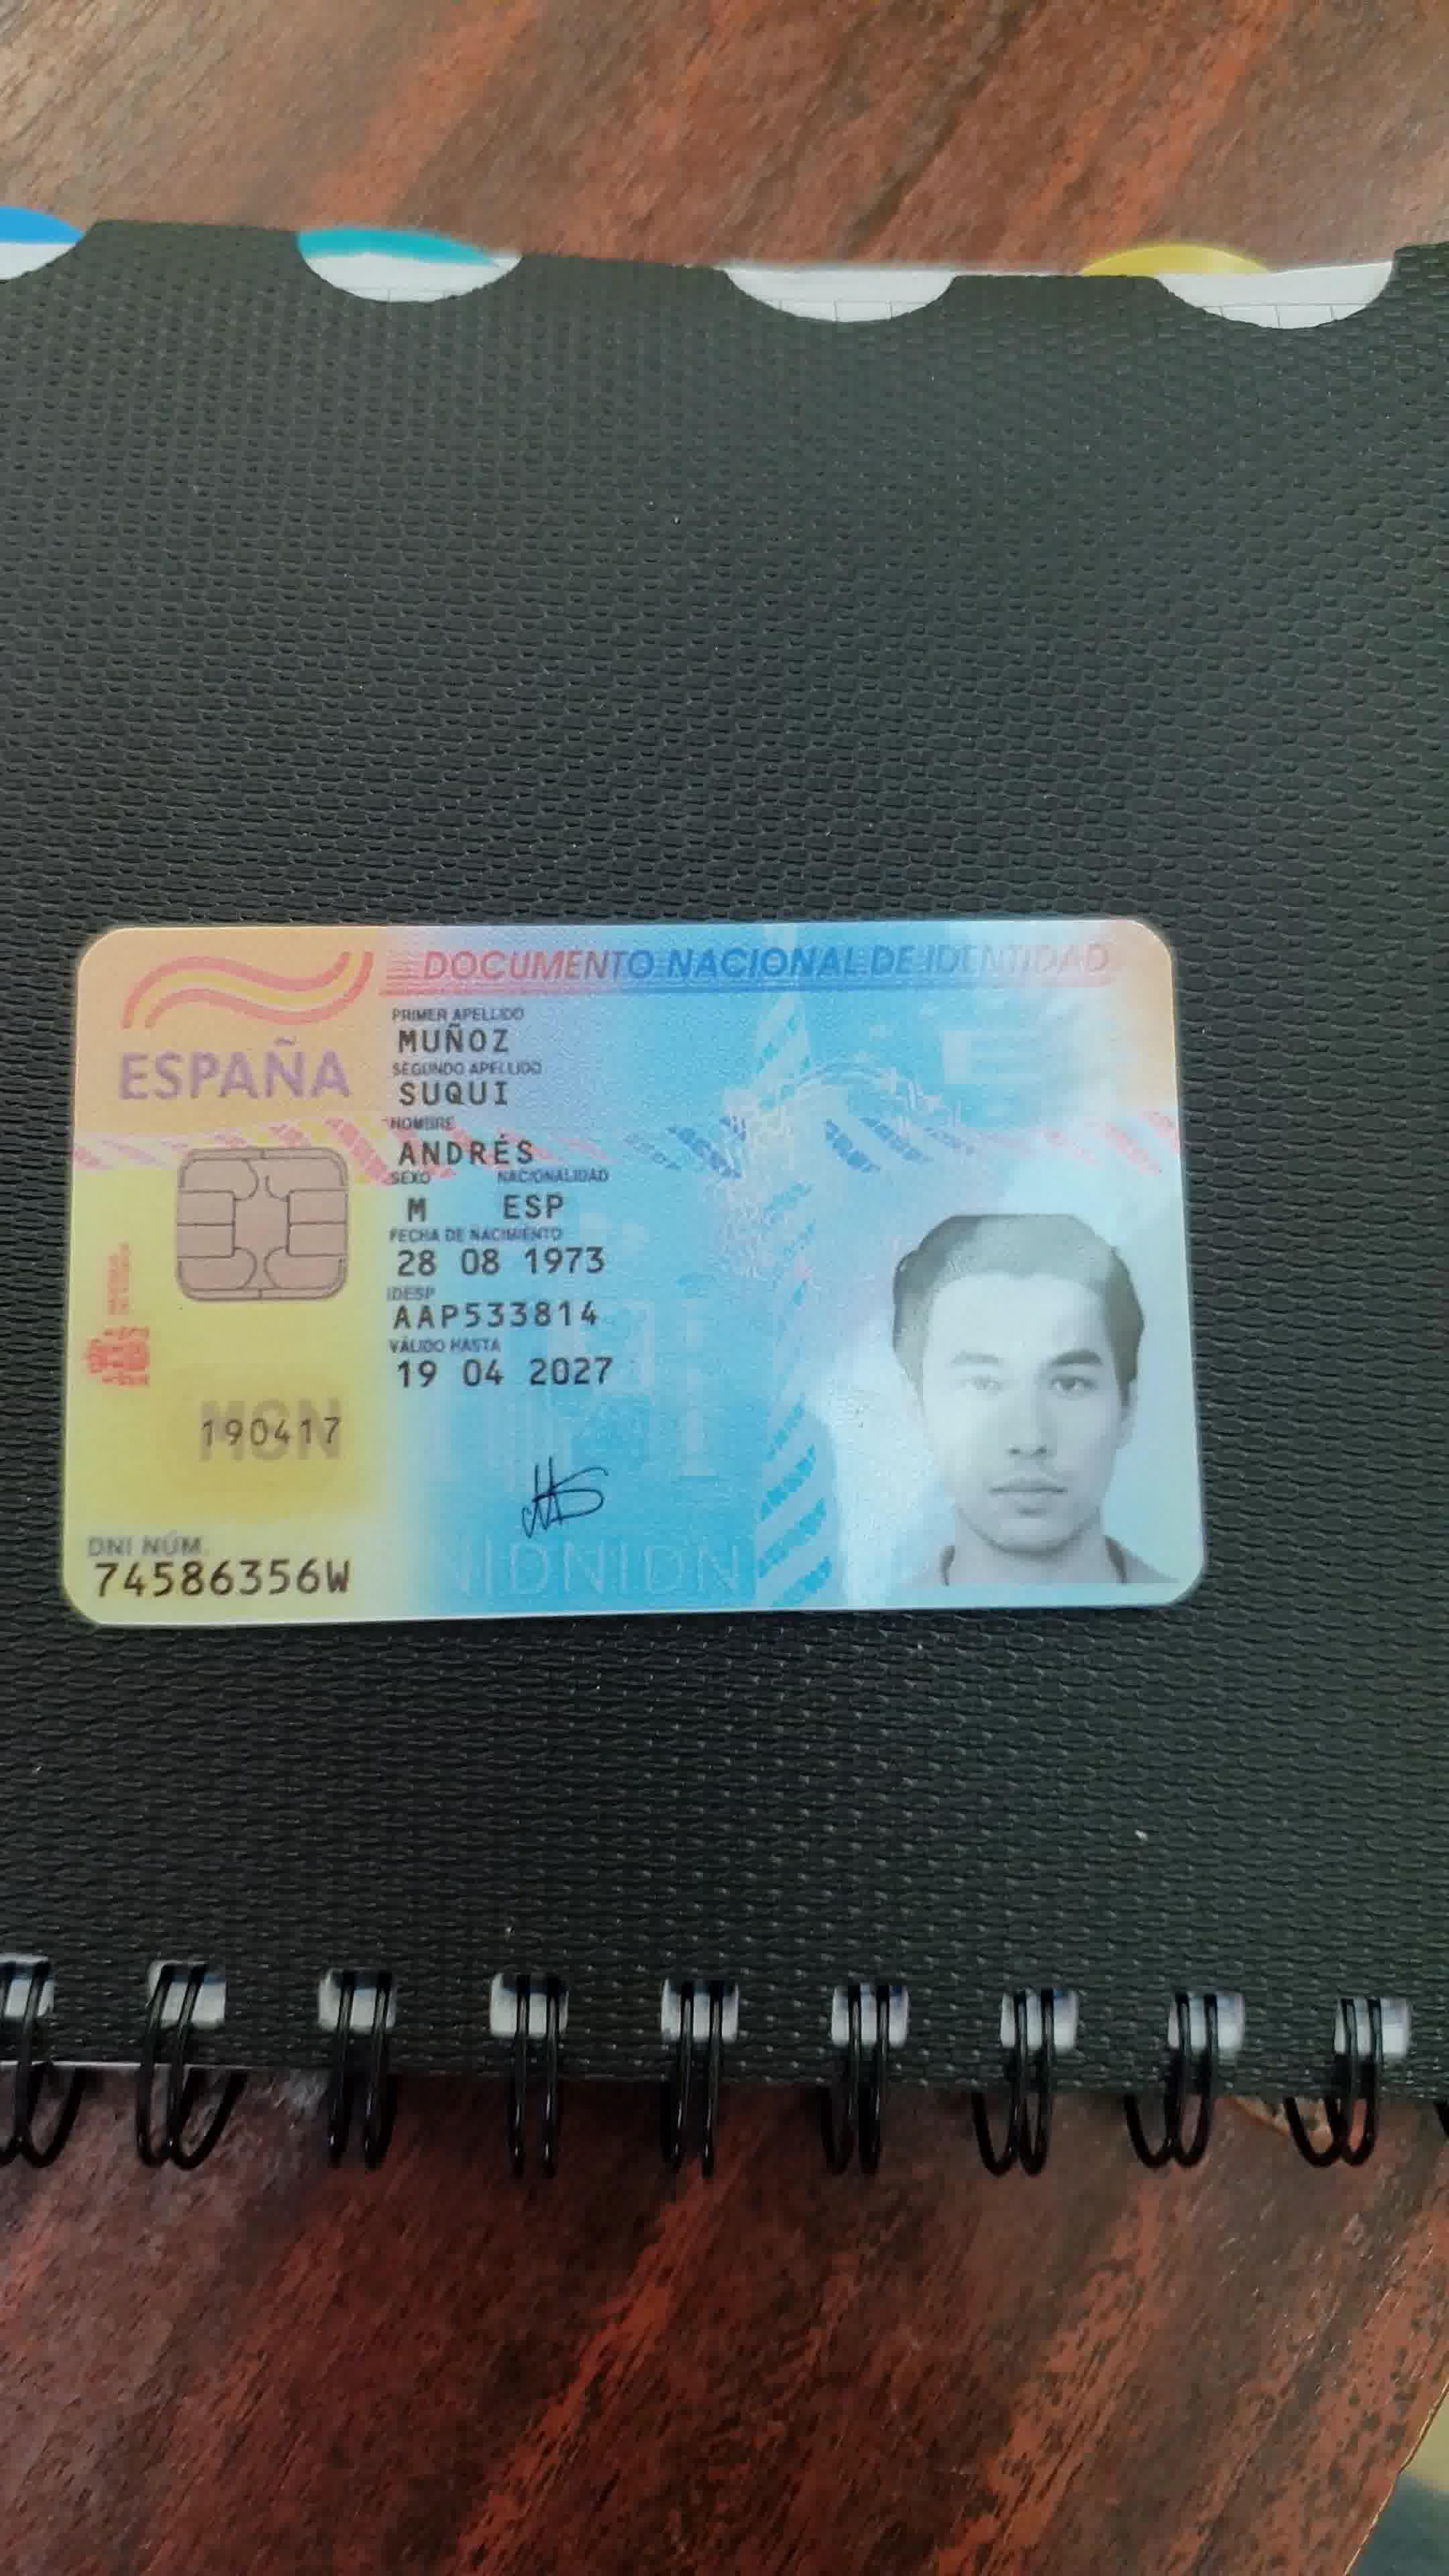 DOCUMENTO NACIONAL DE IDENTIDAD
ESPAÑA
PRIMER APELLIDO
MUÑOZ
SEGUNDO APELLIDO
SUQUI
NOMBRE
ANDRÉS
SEXO NACIONALIDAD
M ESP
FECHA DE NACIMIENTO
28 08 1973
IDESP
AAP533814
VÁLIDO HASTA
19 04 2027
MSN
190417
DNI NÚM.
74586356W
IDNIDN